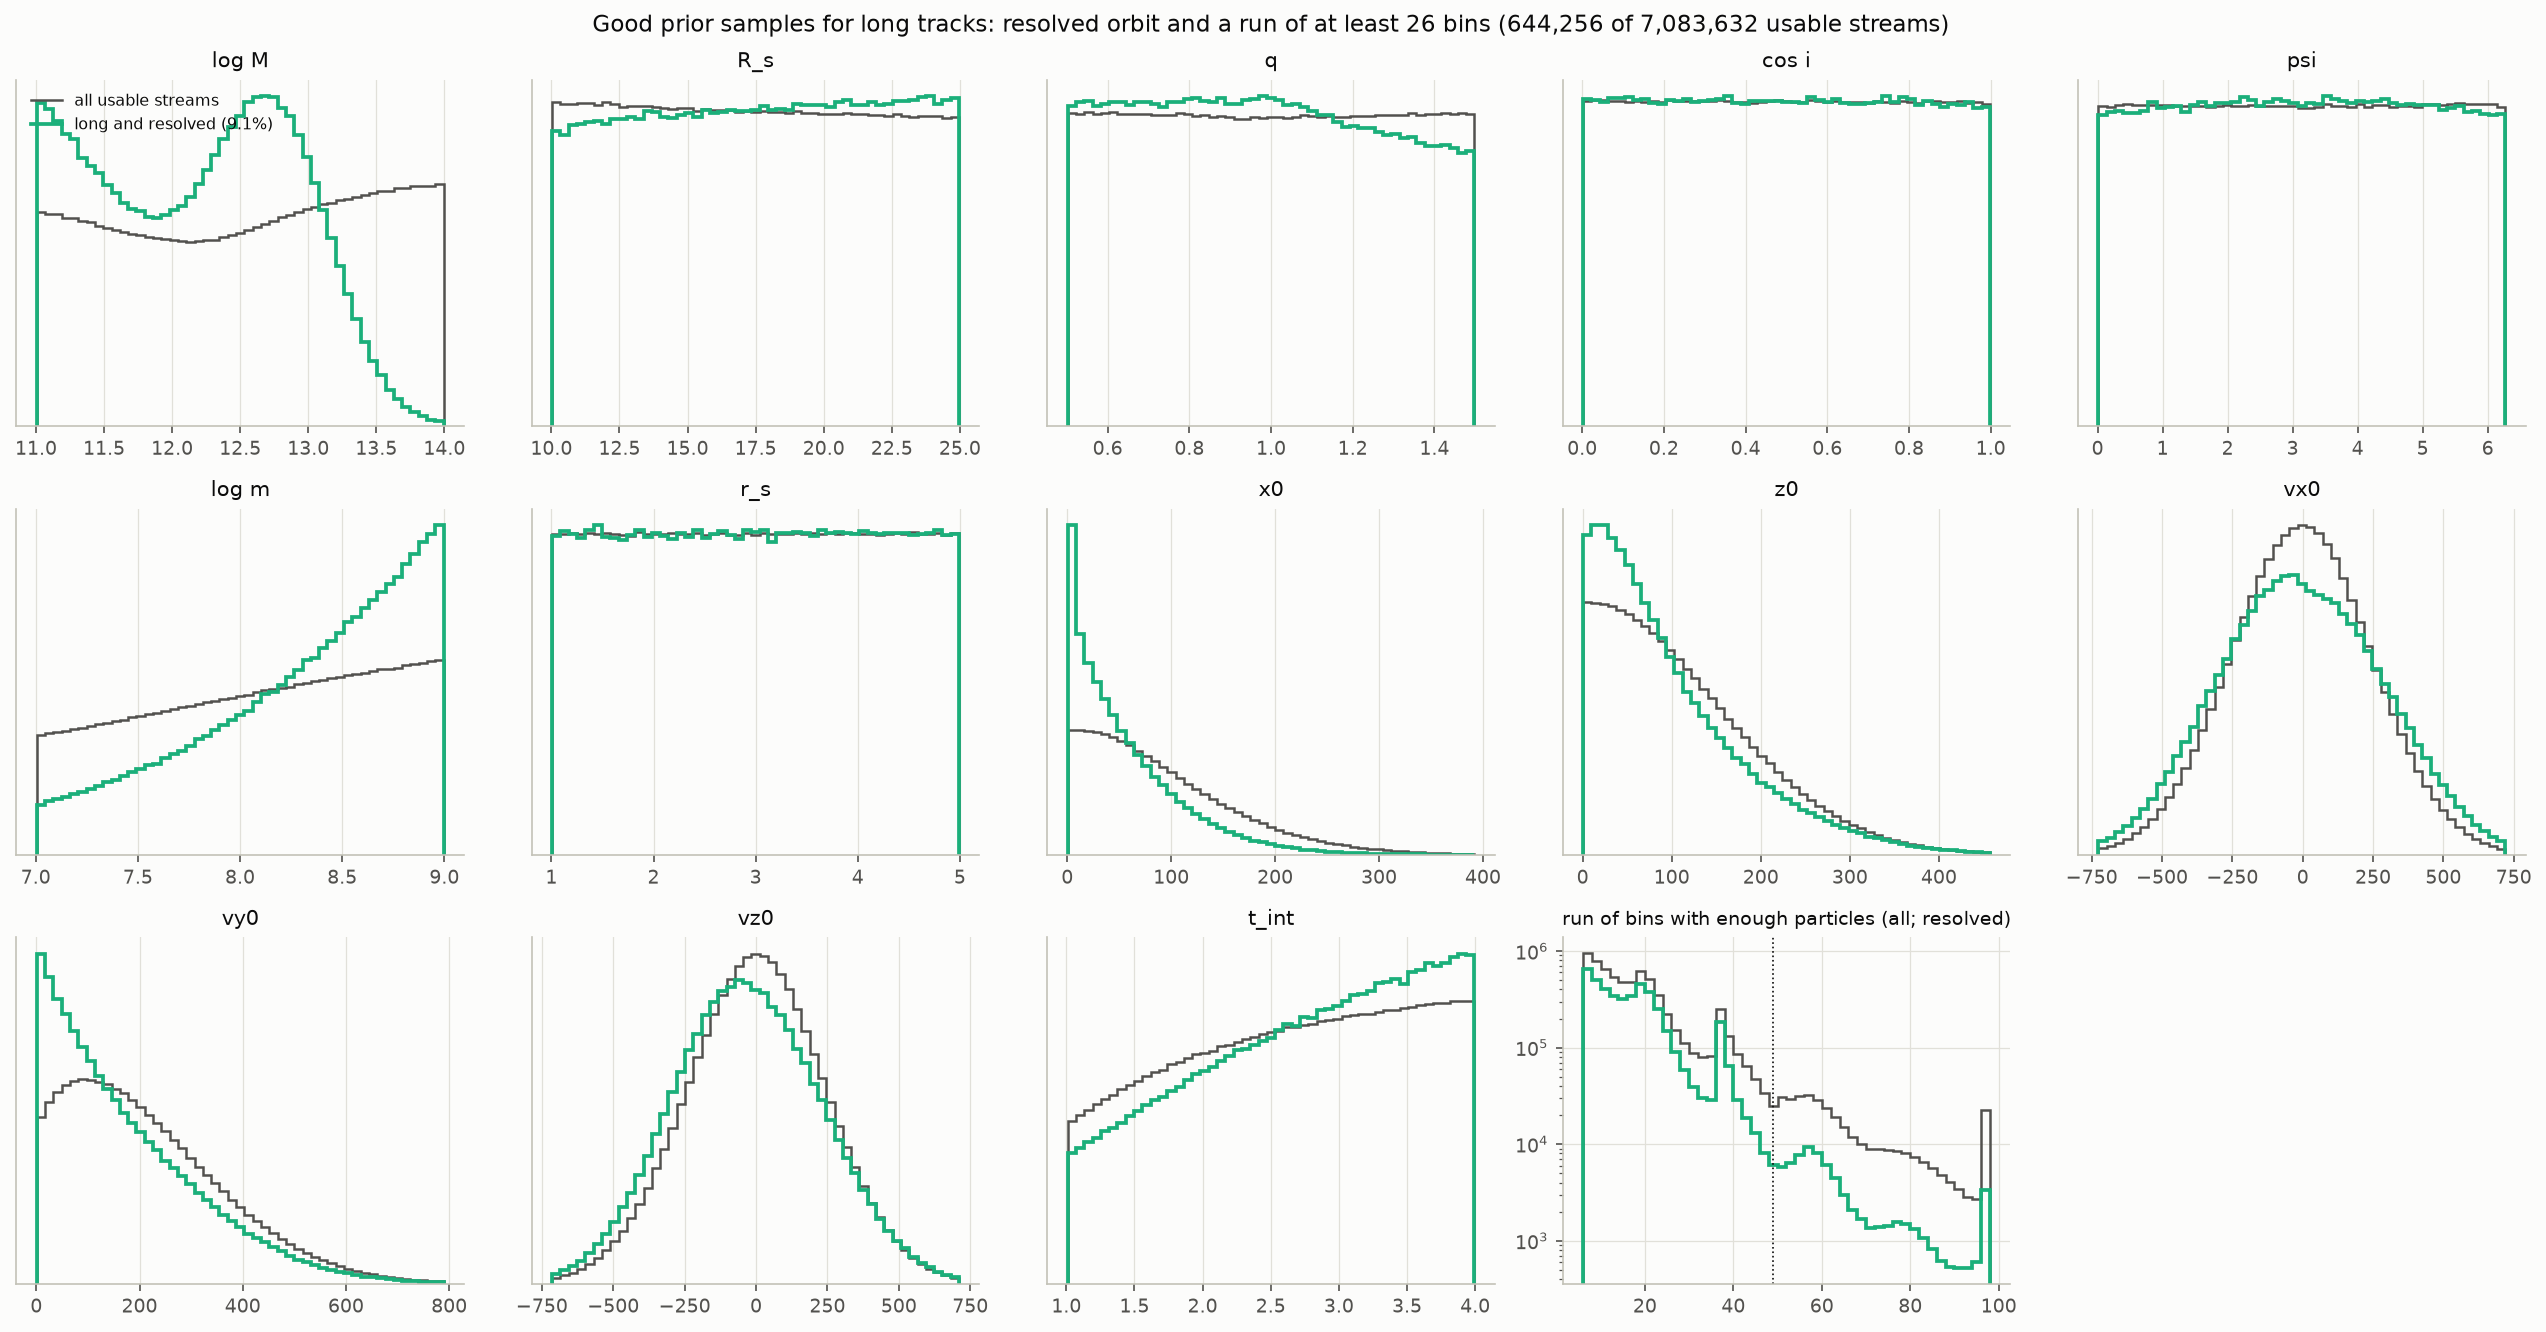 Good prior samples for long tracks: resolved orbit and a run of at least 26 bins (644,256 of 7,083,632 usable streams)
log M
R_s
q
cos i
psi
all usable streams
long and resolved (9.1%)
11.0 11.5 12.0 12.5 13.0 13.5 14.0
10.0 12.5 15.0 17.5 20.0 22.5 25.0
0.6 0.8 1.0 1.2 1.4
0.0 0.2 0.4 0.6 0.8 1.0
0 1 2 3 4 5 6
log m
r_s
x0
z0
vx0
7.0 7.5 8.0 8.5 9.0
1 2 3 4 5
0 100 200 300 400
0 100 200 300 400
−750 −500 −250 0 250 500 750
vy0
vz0
t_int
run of bins with enough particles (all; resolved)
10⁶
10⁵
10⁴
10³
0 200 400 600 800
−750 −500 −250 0 250 500 750
1.0 1.5 2.0 2.5 3.0 3.5 4.0
20 40 60 80 100